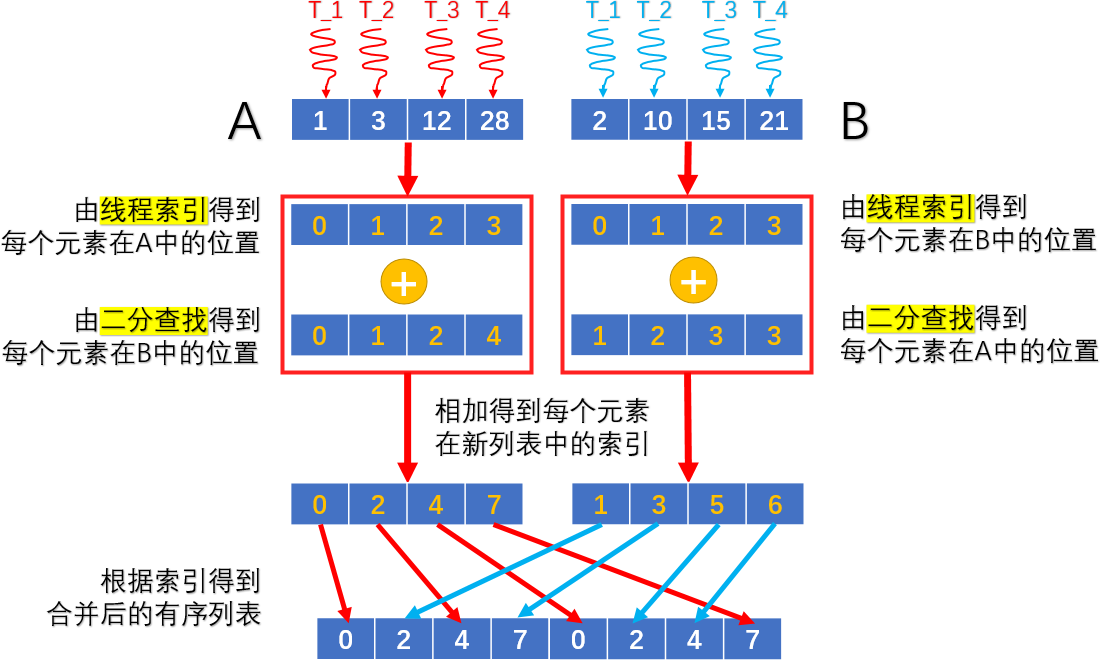 T_1 T_2 T_3 T_4
T_1 T_2 T_3 T_4
A
1 3 12 28
2 10 15 21
B
由线程索引得到
每个元素在A中的位置
0 1 2 3
0 1 2 3
由线程索引得到
每个元素在B中的位置
+
+
由二分查找得到
每个元素在B中的位置
0 1 2 4
1 2 3 3
由二分查找得到
每个元素在A中的位置
相加得到每个元素
在新列表中的索引
0 2 4 7
1 3 5 6
根据索引得到
合并后的有序列表
0 2 4 7 0 2 4 7